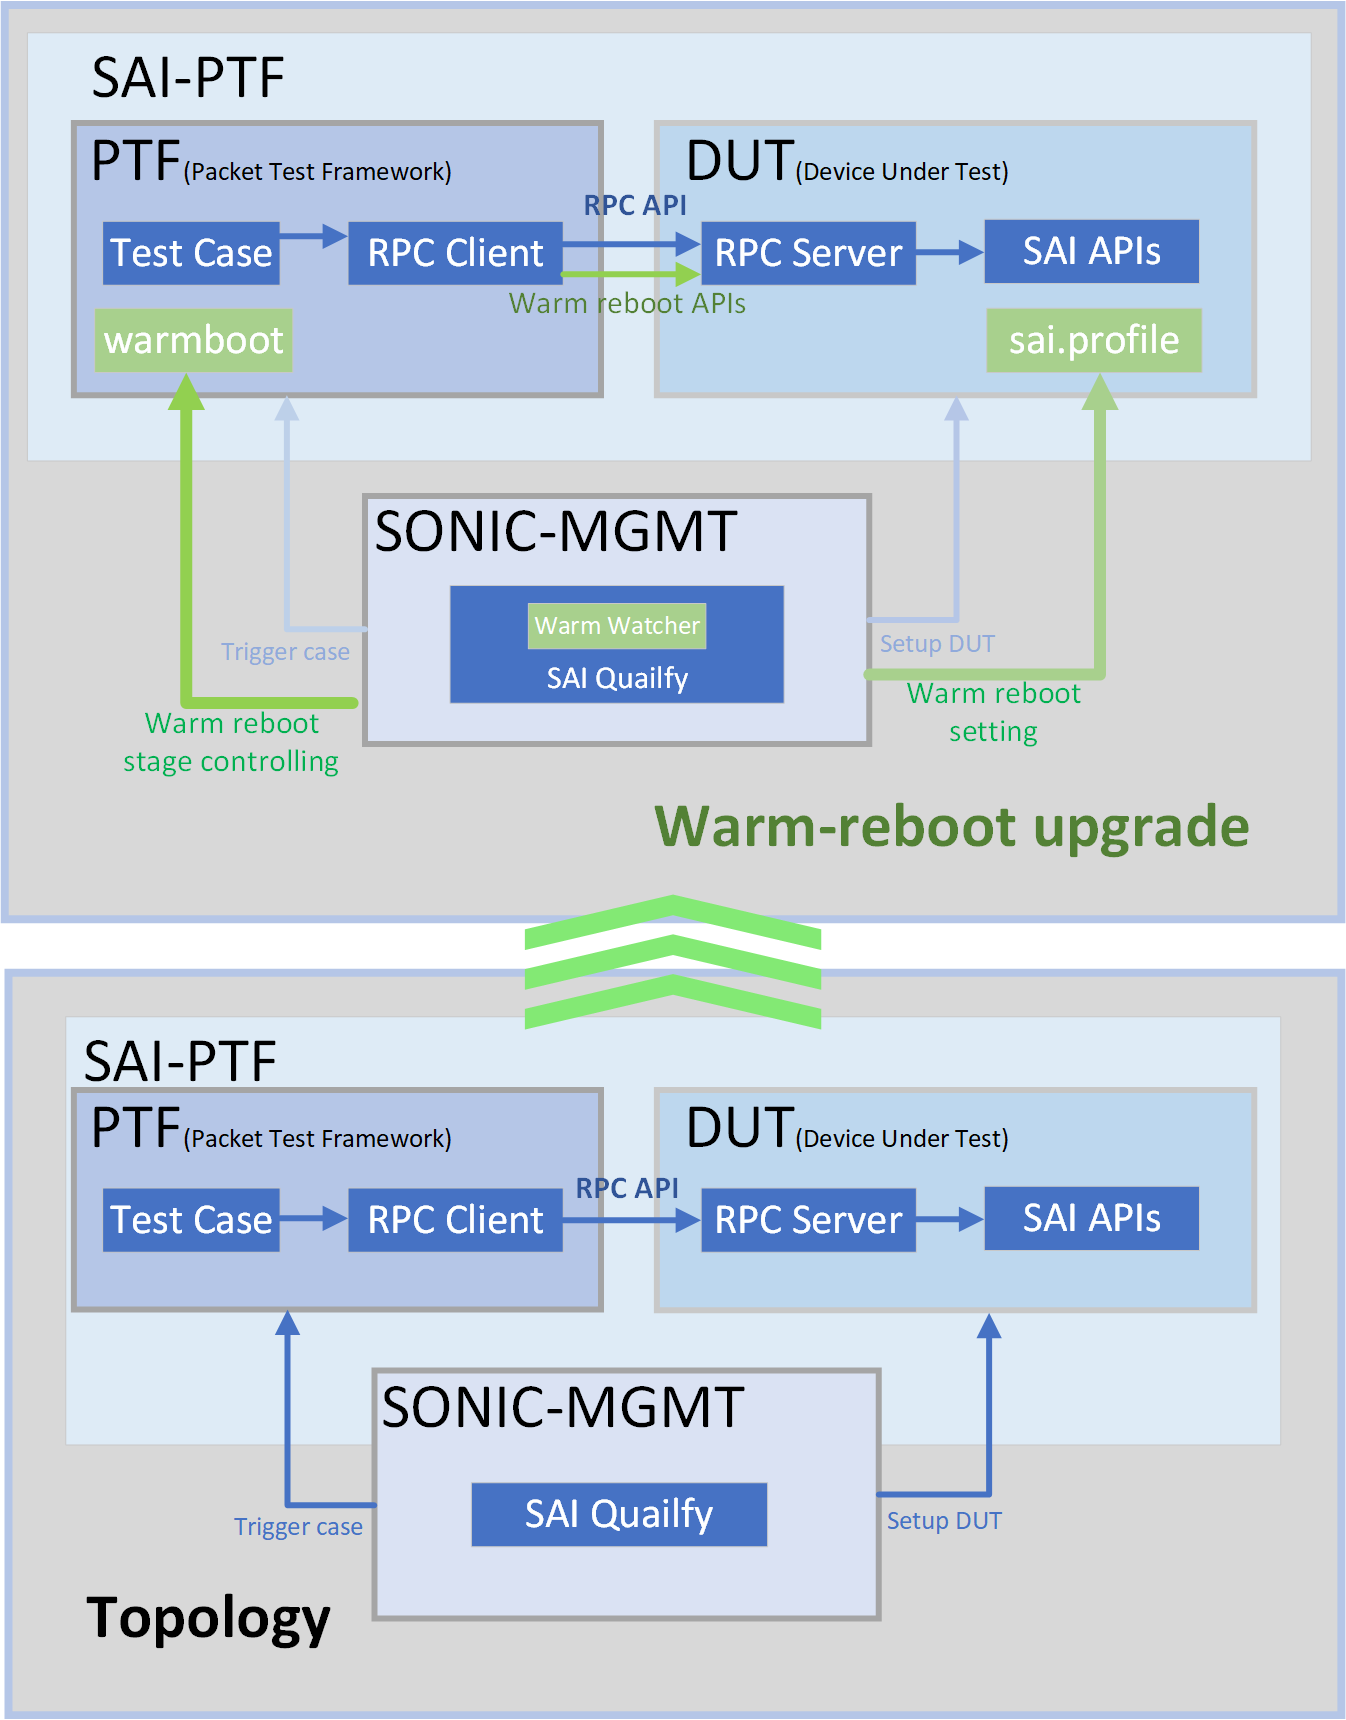 SAI-PTF
PTF(Packet Test Framework)
DUT(Device Under Test)
RPC API
Test Case
RPC Client
RPC Server
SAI APIs
Warm reboot APIs
warmboot
sai.profile
SONIC-MGMT
Warm Watcher
SAI Quailfy
Trigger case
Setup DUT
Warm reboot
stage controlling
Warm reboot
setting
Warm-reboot upgrade
SAI-PTF
PTF(Packet Test Framework)
DUT(Device Under Test)
RPC API
Test Case
RPC Client
RPC Server
SAI APIs
SONIC-MGMT
SAI Quailfy
Trigger case
Setup DUT
Topology